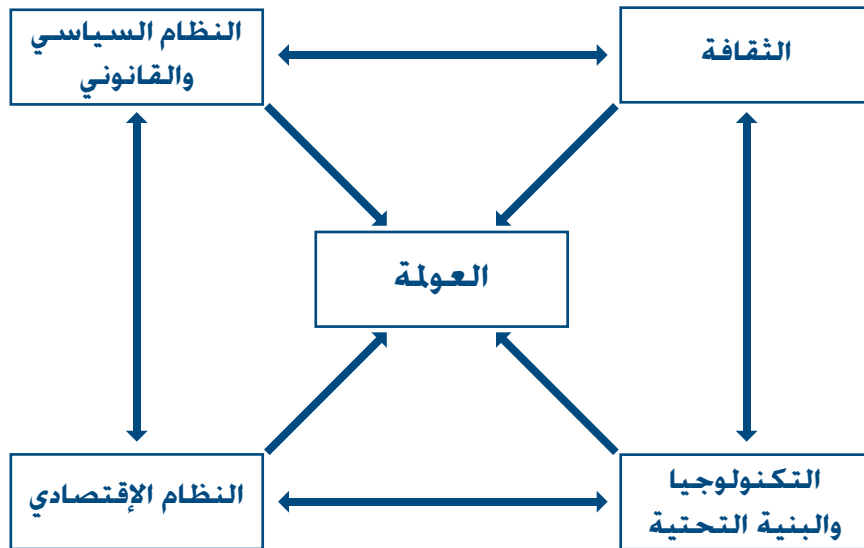 الثقافة
النظام السياسي
والقانوني
العولمة
التكنولوجيا
والبنية التحتية
النظام الإقتصادي